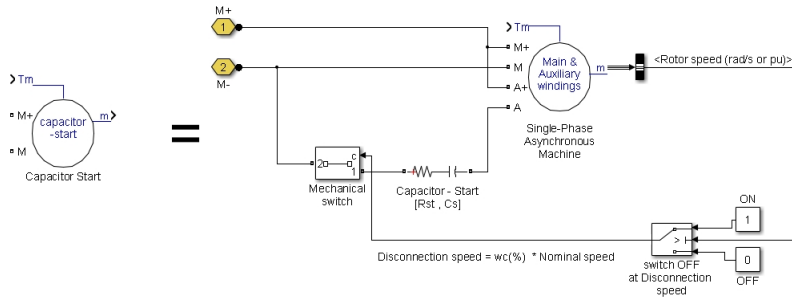 Tm
M+
M
capacitor
-start
m
Capacitor Start
=
M+
1
2
M-
Tm
M+
M
A+
A
Main &
Auxiliary
windings
m
Single-Phase
Asynchronous
Machine
<Rotor speed (rad/s or pu)>
2
c
1
Mechanical
switch
Capacitor - Start
[Rst , Cs]
Disconnection speed = wc(%) * Nominal speed
ON
1
>
switch OFF
at Disconnection
speed
0
OFF